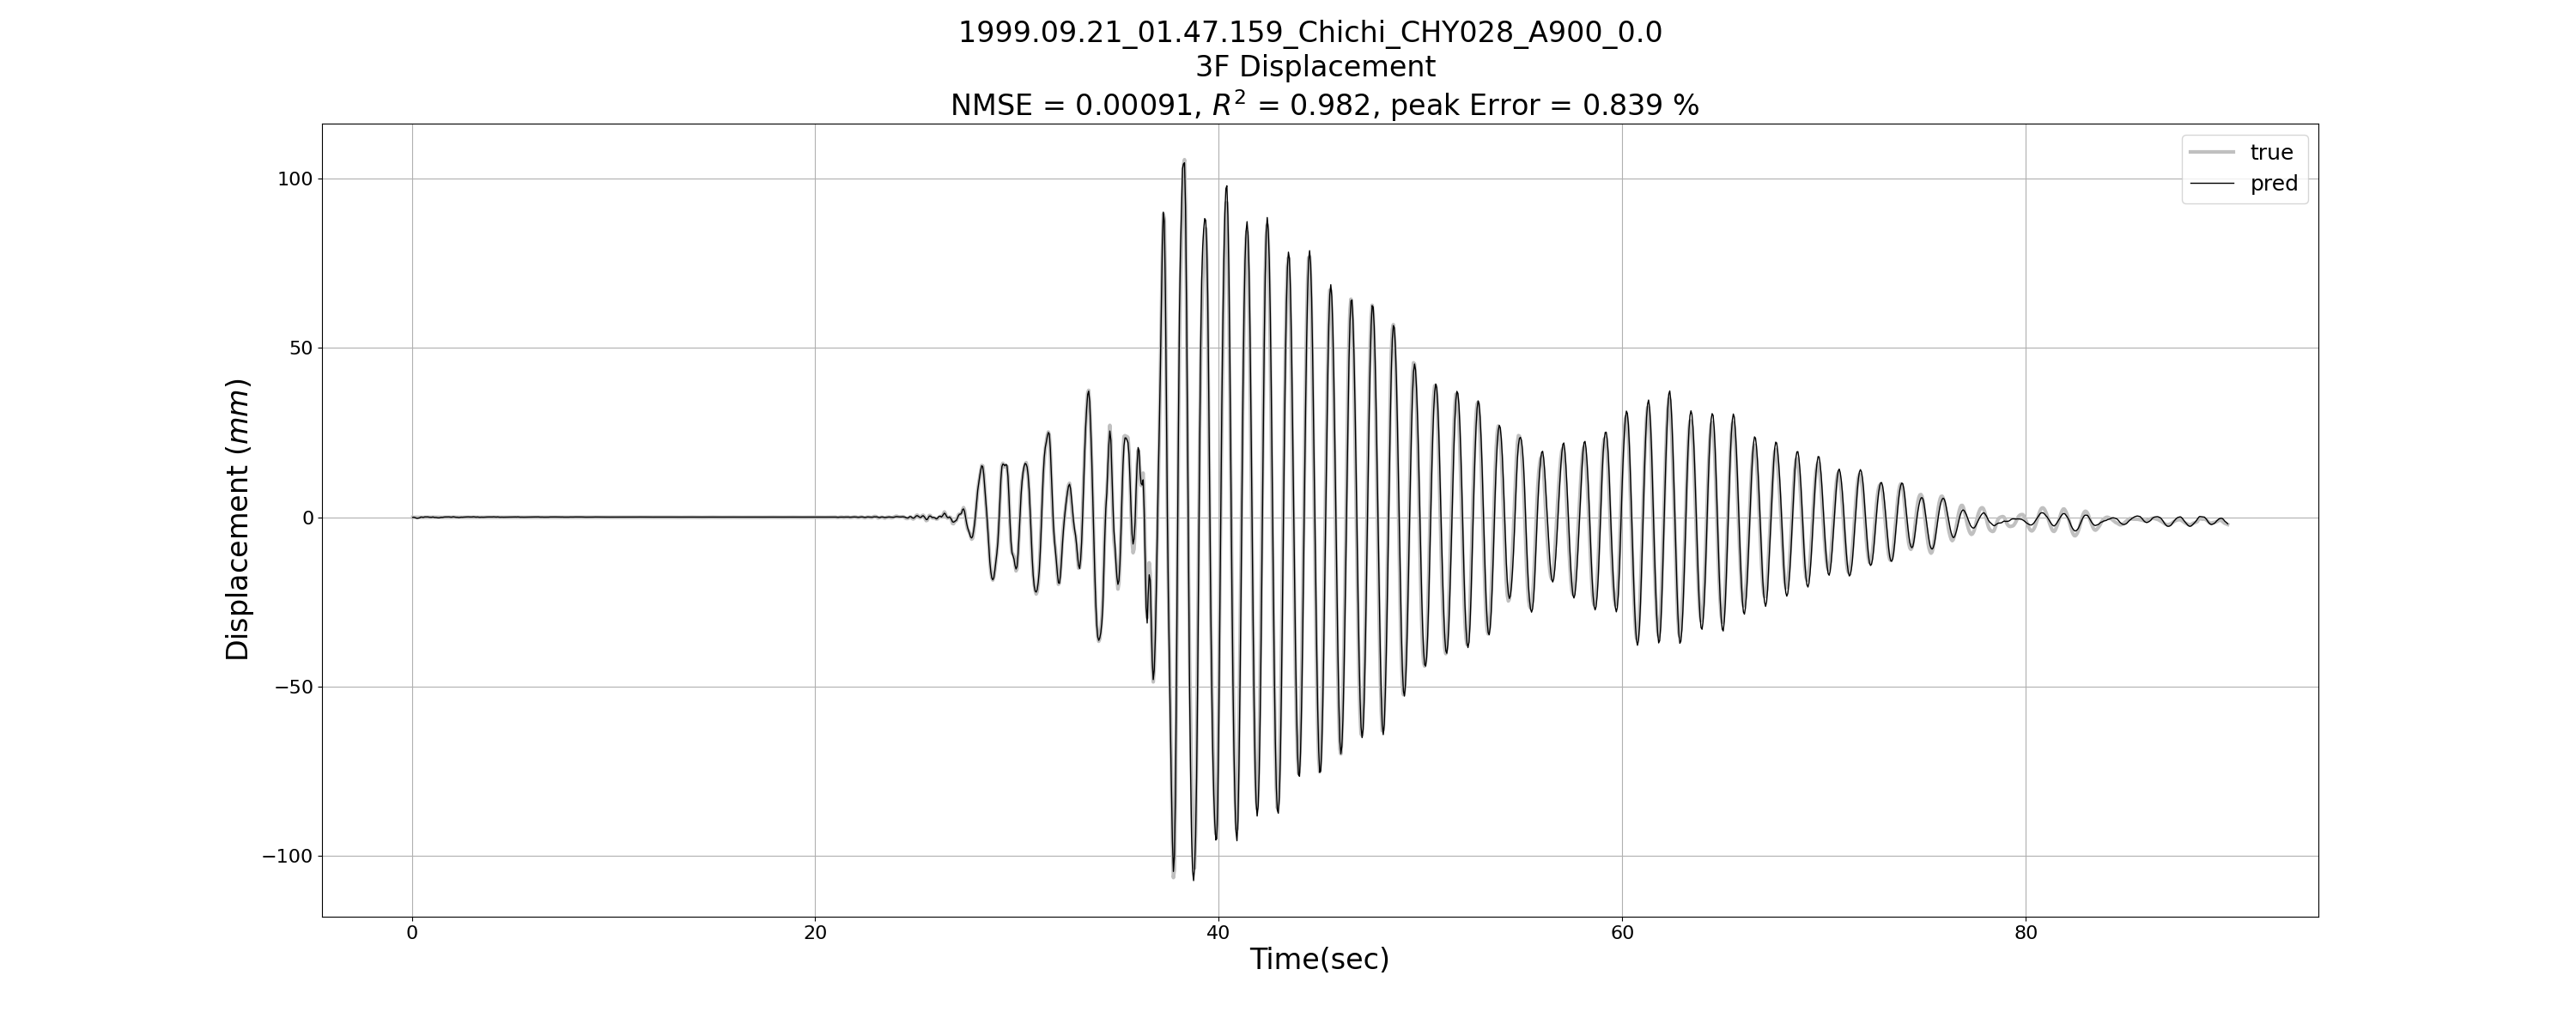 1999.09.21_01.47.159_Chichi_CHY028_A900_0.0
3F Displacement
NMSE = 0.00091, R² = 0.982, peak Error = 0.839 %
true
pred
100
50
0
−50
−100
Displacement (mm)
0 20 40 60 80
Time(sec)